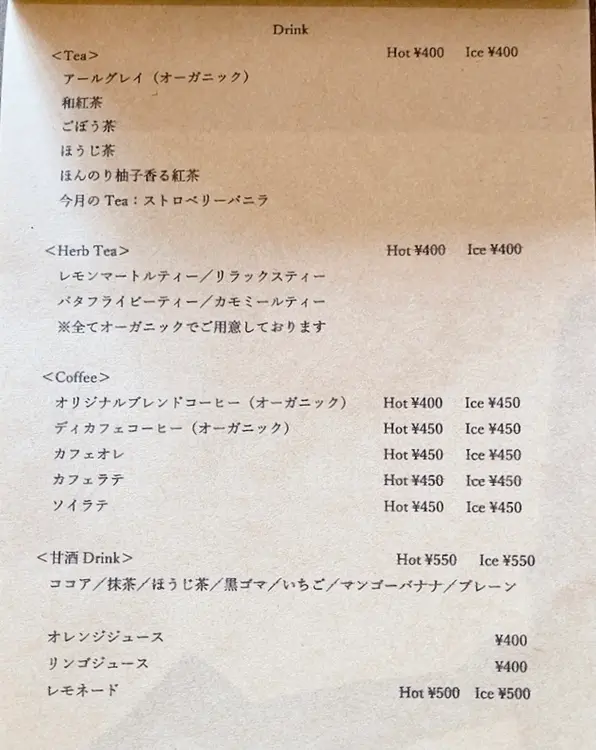 Drink
＜Tea＞ Hot ¥400 Ice ¥400
アールグレイ（オーガニック）
和紅茶
ごぼう茶
ほうじ茶
ほんのり柚子香る紅茶
今月の Tea：ストロベリーバニラ
＜Herb Tea＞ Hot ¥400 Ice ¥400
レモンマートルティー／リラックスティー
バタフライピーティー／カモミールティー
※全てオーガニックでご用意しております
＜Coffee＞
オリジナルブレンドコーヒー（オーガニック） Hot ¥400 Ice ¥450
ディカフェコーヒー（オーガニック） Hot ¥450 Ice ¥450
カフェオレ Hot ¥450 Ice ¥450
カフェラテ Hot ¥450 Ice ¥450
ソイラテ Hot ¥450 Ice ¥450
＜甘酒 Drink＞ Hot ¥550 Ice ¥550
ココア／抹茶／ほうじ茶／黒ゴマ／いちご／マンゴーバナナ／プレーン
オレンジジュース ¥400
リンゴジュース ¥400
レモネード Hot ¥500 Ice ¥500